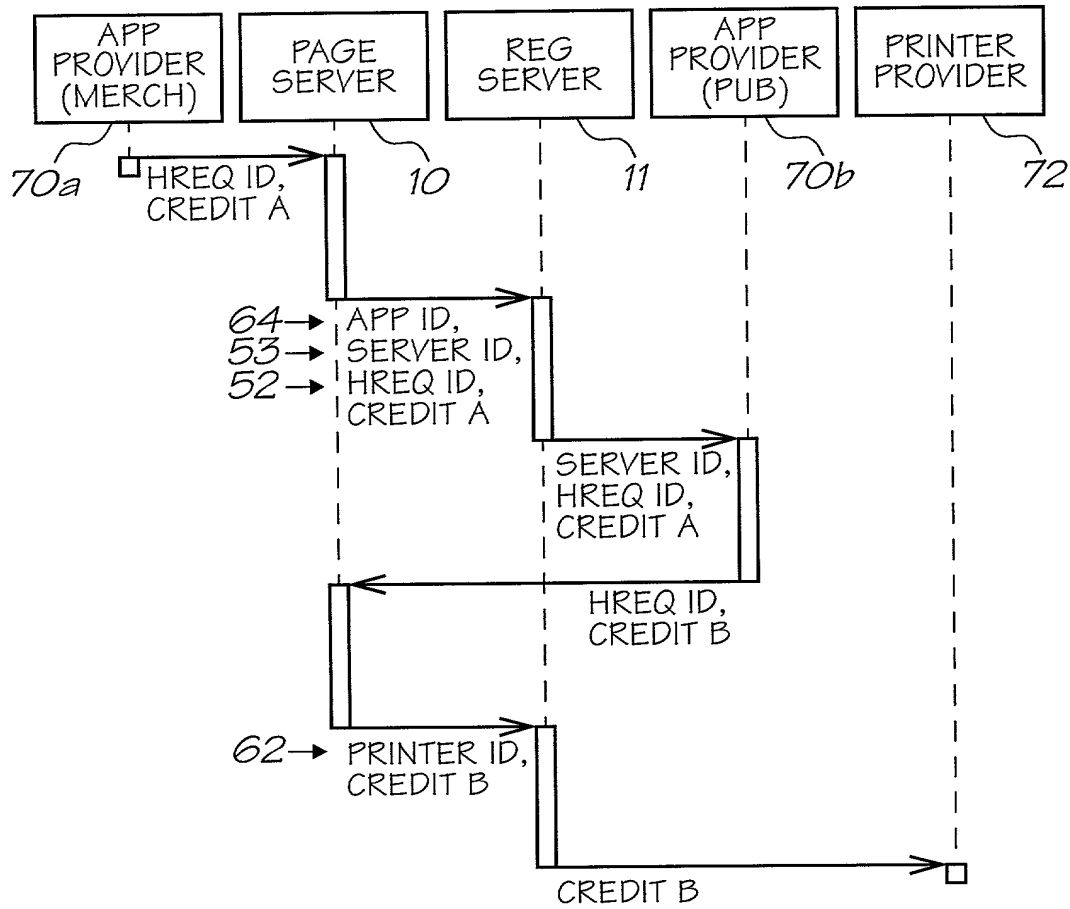 APP
PROVIDER
(MERCH)
PAGE
SERVER
REG
SERVER
APP
PROVIDER
(PUB)
PRINTER
PROVIDER
70a
10
11
70b
72
HREQ ID,
CREDIT A
64
APP ID,
53
SERVER ID,
52
HREQ ID,
CREDIT A
SERVER ID,
HREQ ID,
CREDIT A
HREQ ID,
CREDIT B
62
PRINTER ID,
CREDIT B
CREDIT B